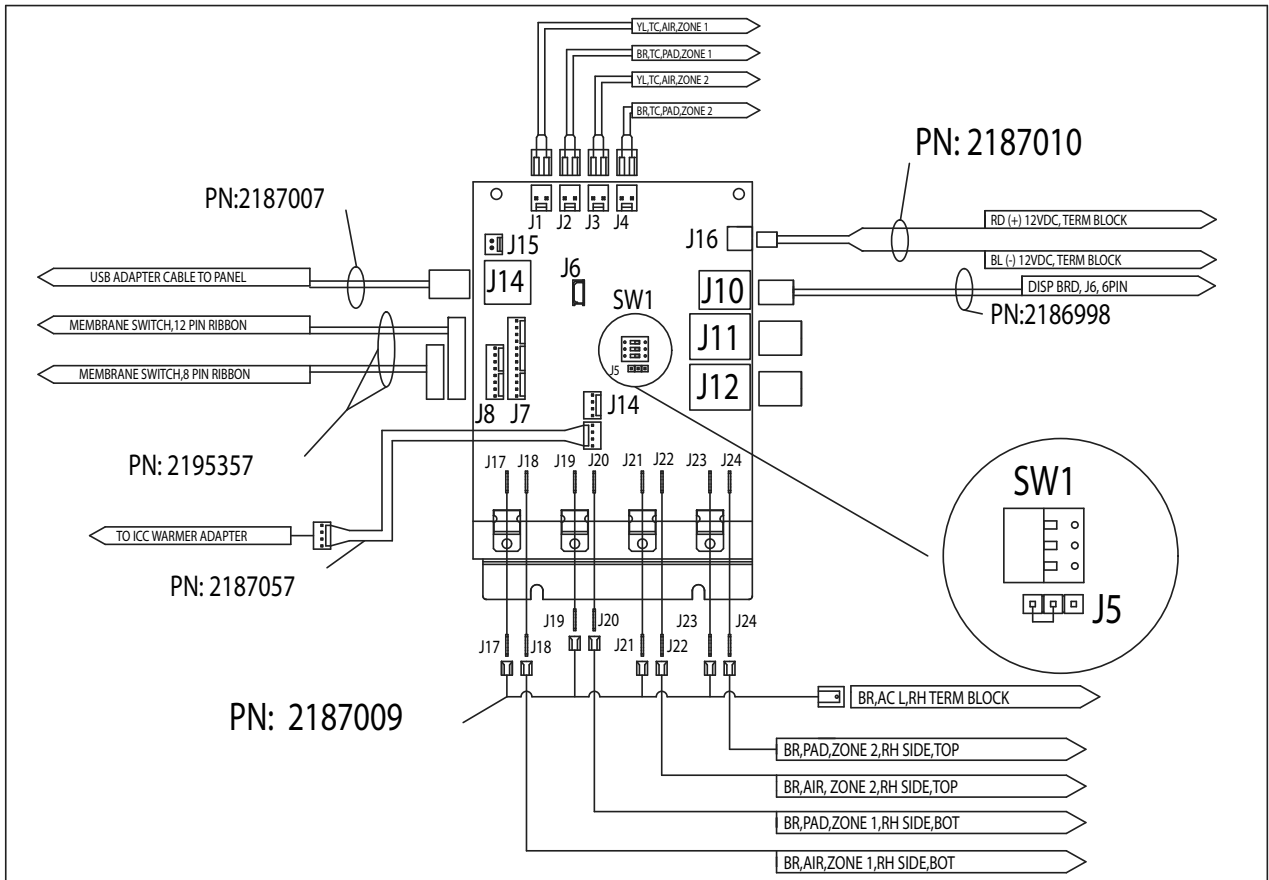 YL,TC,AIR,ZONE 1
BR,TC,PAD,ZONE 1
YL,TC,AIR,ZONE 2
BR,TC,PAD,ZONE 2
PN: 2187010
PN:2187007
J1 J2 J3 J4
RD (+) 12VDC, TERM BLOCK
J16
J15
BL (-) 12VDC, TERM BLOCK
USB ADAPTER CABLE TO PANEL
J14
J6
J10
DISP BRD, J6, 6PIN
SW1
PN:2186998
MEMBRANE SWITCH,12 PIN RIBBON
J11
J5
MEMBRANE SWITCH,8 PIN RIBBON
J12
J8 J7
J14
PN: 2195357
J17 J18 J19 J20 J21 J22 J23 J24
SW1
TO ICC WARMER ADAPTER
PN: 2187057
J5
J19 J20 J23 J24
J17 J18 J21 J22
PN: 2187009
BR,AC L,RH TERM BLOCK
BR,PAD,ZONE 2,RH SIDE,TOP
BR,AIR, ZONE 2,RH SIDE,TOP
BR,PAD,ZONE 1,RH SIDE,BOT
BR,AIR,ZONE 1,RH SIDE,BOT